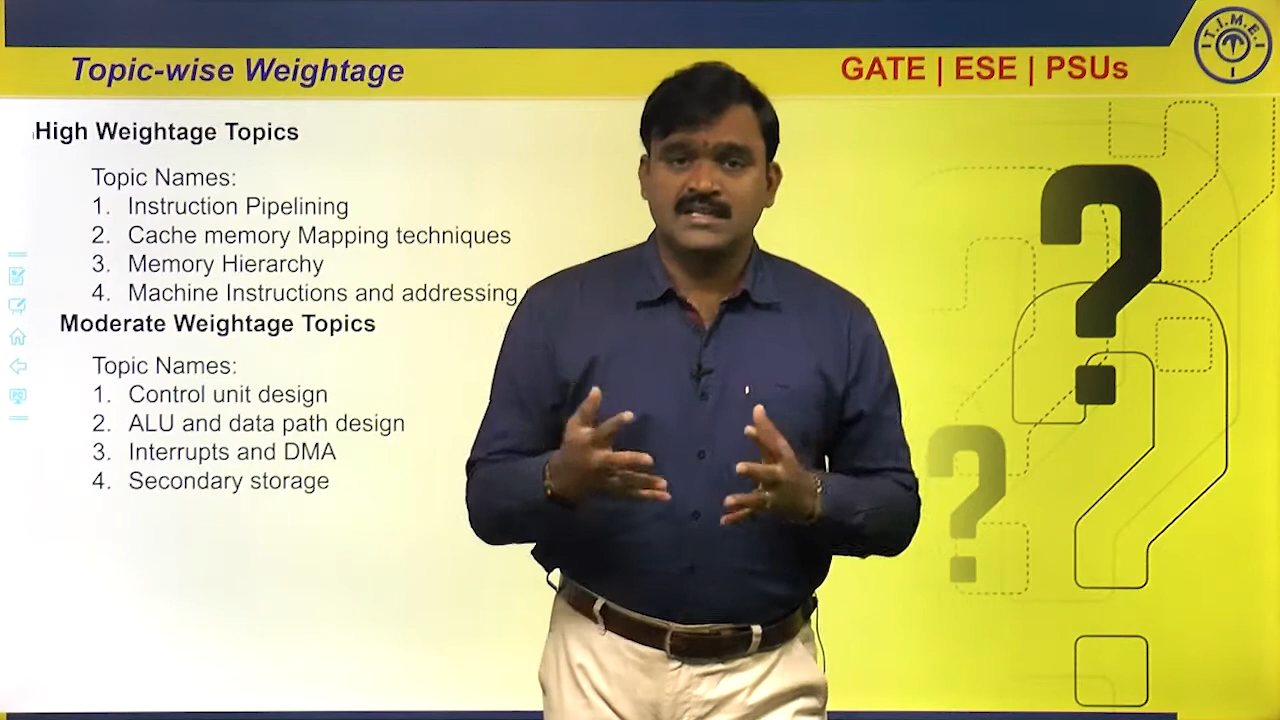 Topic-wise Weightage
GATE | ESE | PSUs
T.I.M.E.
High Weightage Topics
Topic Names:
1. Instruction Pipelining
2. Cache memory Mapping techniques
3. Memory Hierarchy
4. Machine Instructions and addressing
Moderate Weightage Topics
Topic Names:
1. Control unit design
2. ALU and data path design
3. Interrupts and DMA
4. Secondary storage